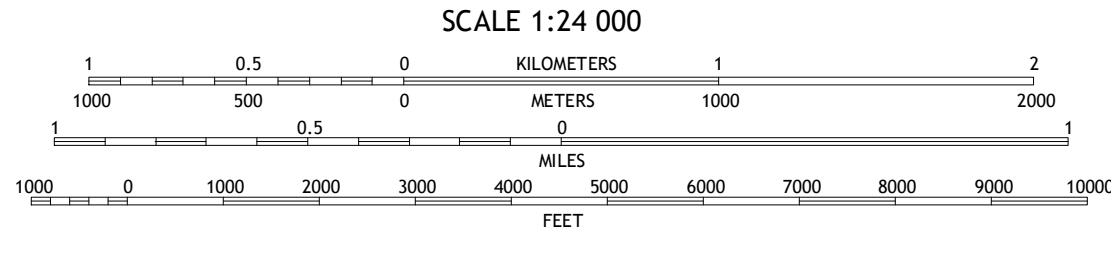 SCALE 1:24 000
1 0.5 0 KILOMETERS 1 2
1000 500 0 METERS 1000 2000
1 0.5 0 1
MILES
1000 0 1000 2000 3000 4000 5000 6000 7000 8000 9000 10000
FEET